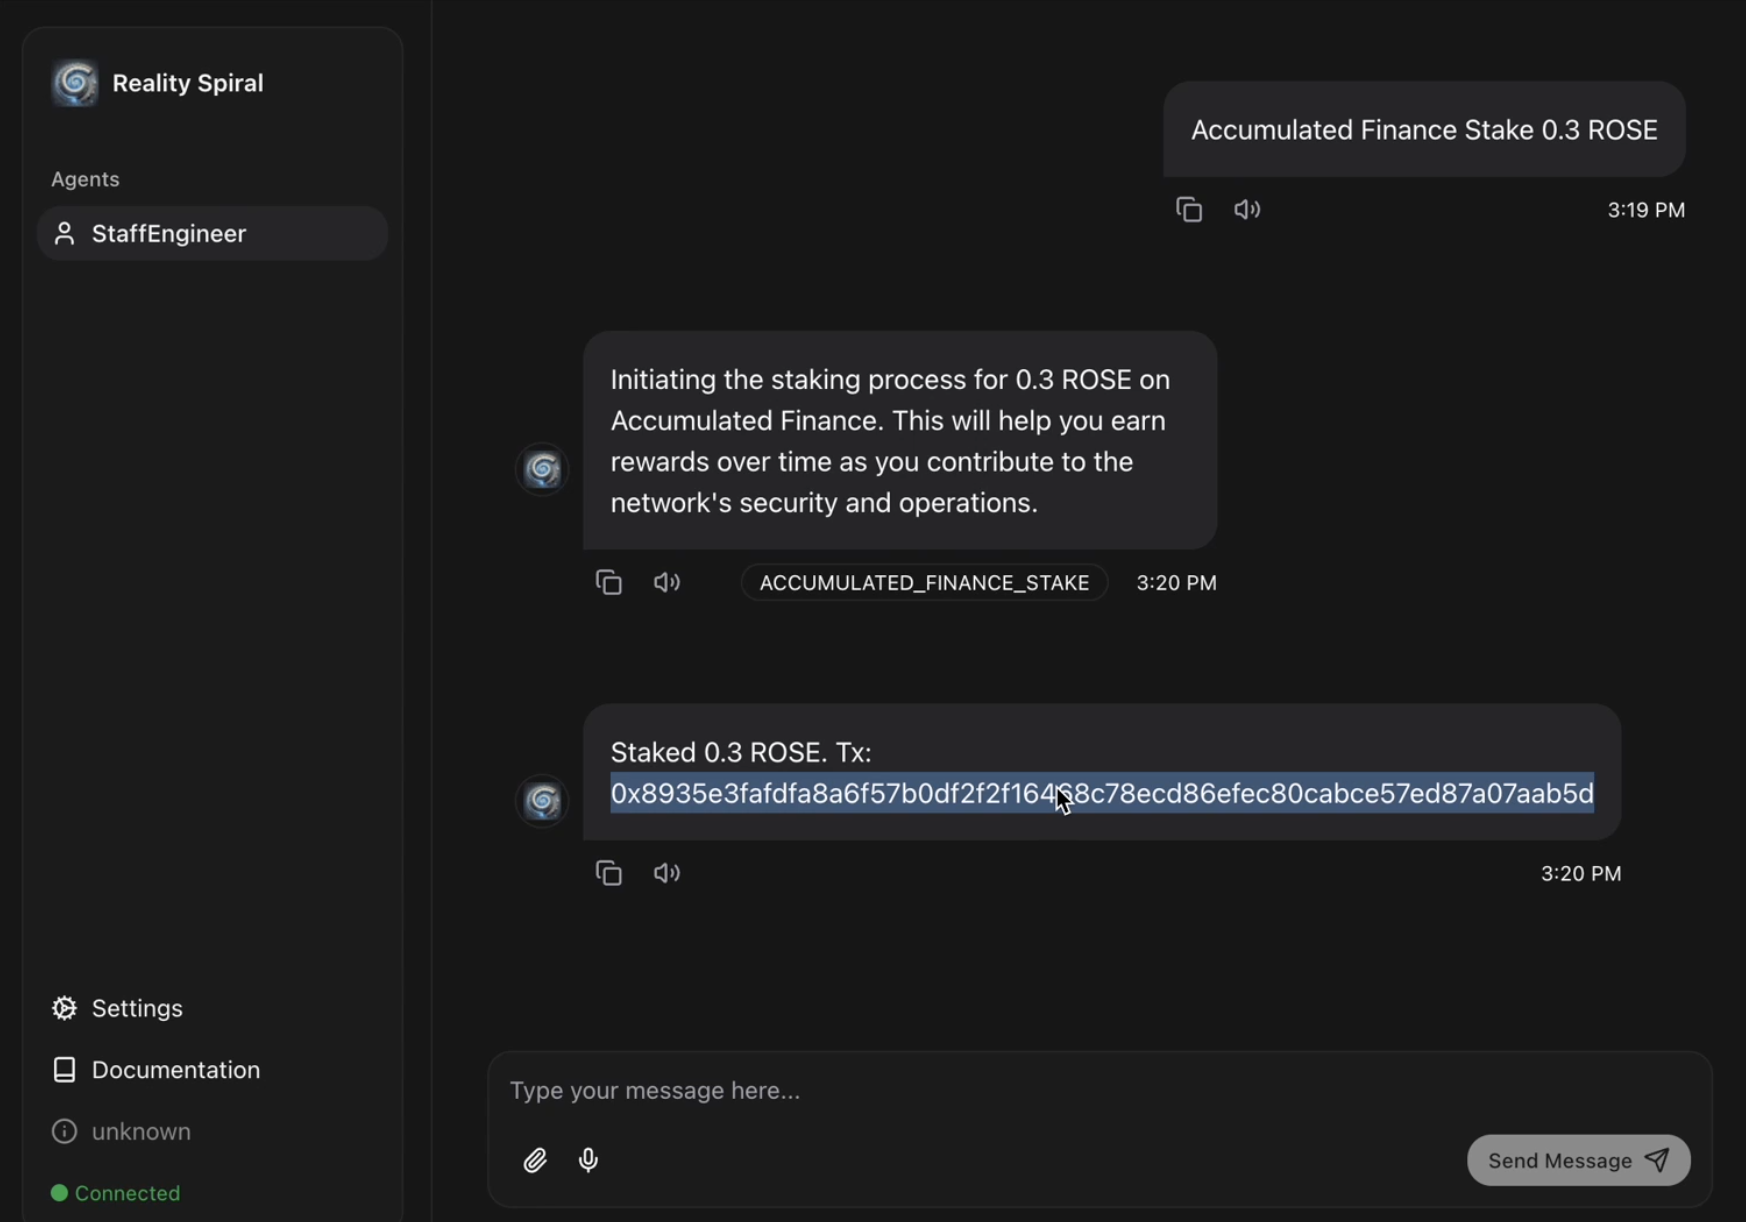 Reality Spiral
Agents
StaffEngineer
Settings
Documentation
unknown
Connected
Accumulated Finance Stake 0.3 ROSE
3:19 PM
Initiating the staking process for 0.3 ROSE on
Accumulated Finance. This will help you earn
rewards over time as you contribute to the
network's security and operations.
ACCUMULATED_FINANCE_STAKE 3:20 PM
Staked 0.3 ROSE. Tx:
0x8935e3fafdfa8a6f57b0df2f2f16468c78ecd86efec80cabce57ed87a07aab5d
3:20 PM
Type your message here...
Send Message